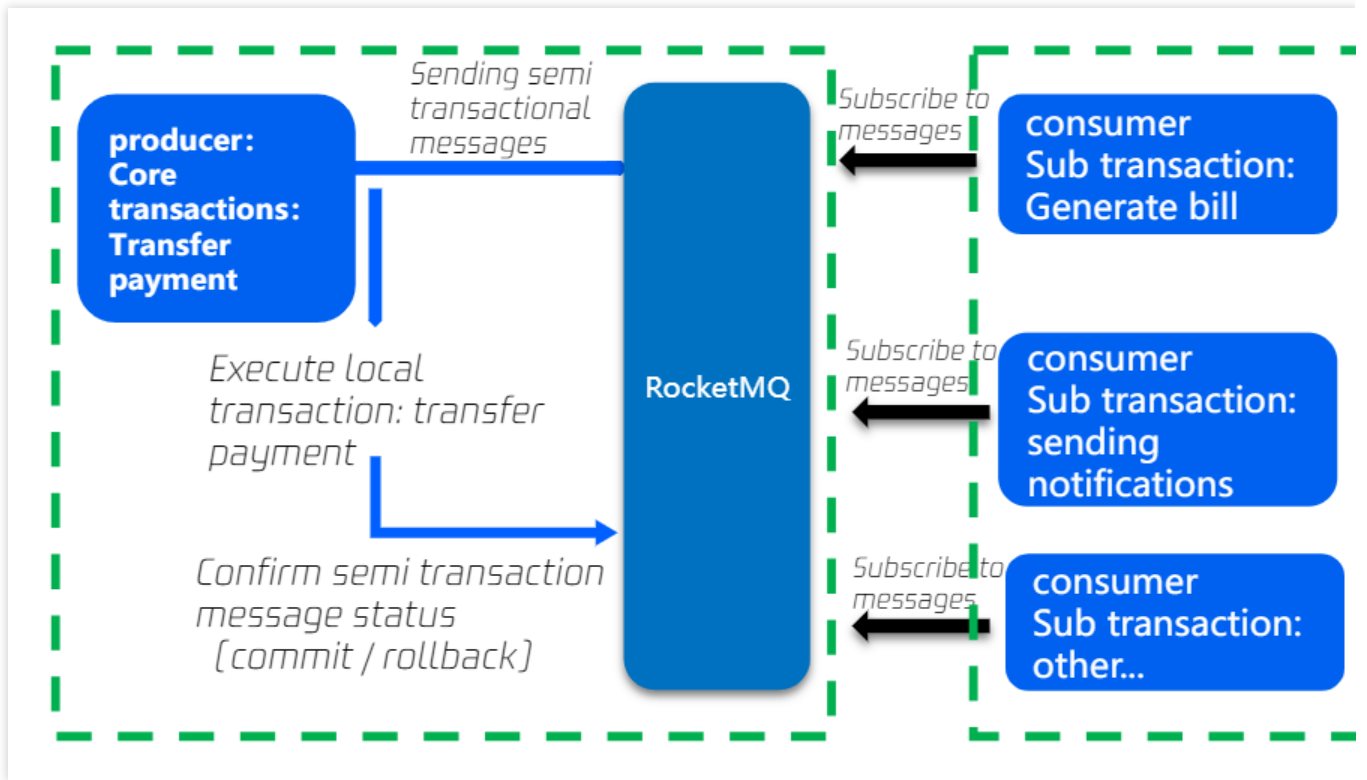 Sending semi
transactional
messages
producer:
Core
transactions:
Transfer
payment
Execute local
transaction: transfer
payment
Confirm semi transaction
message status
(commit / rollback)
RocketMQ
Subscribe to
messages
consumer
Sub transaction:
Generate bill
Subscribe to
messages
consumer
Sub transaction:
sending
notifications
Subscribe to
messages
consumer
Sub transaction:
other...